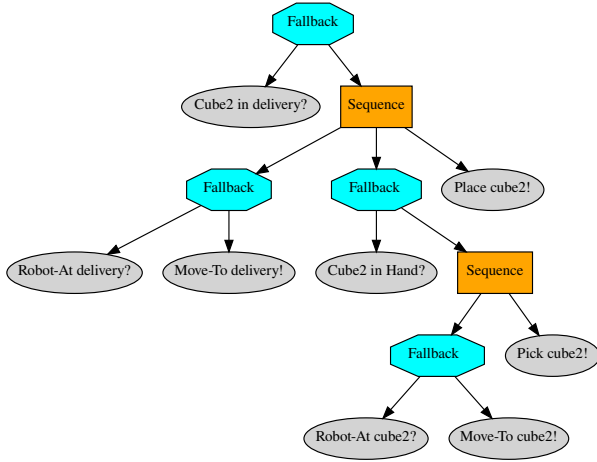 Fallback
Cube2 in delivery?
Sequence
Fallback
Fallback
Place cube2!
Robot-At delivery?
Move-To delivery!
Cube2 in Hand?
Sequence
Fallback
Pick cube2!
Robot-At cube2?
Move-To cube2!